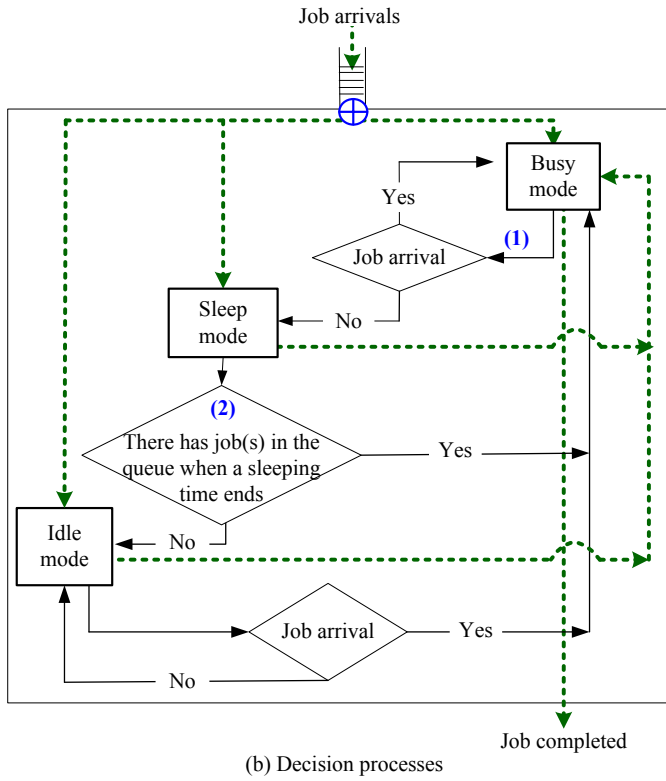 Job arrivals
Busy
mode
Yes
(1)
Job arrival
Sleep
mode
No
(2)
There has job(s) in the
queue when a sleeping
time ends
Yes
Idle
mode
No
Job arrival
Yes
No
Job completed
(b) Decision processes